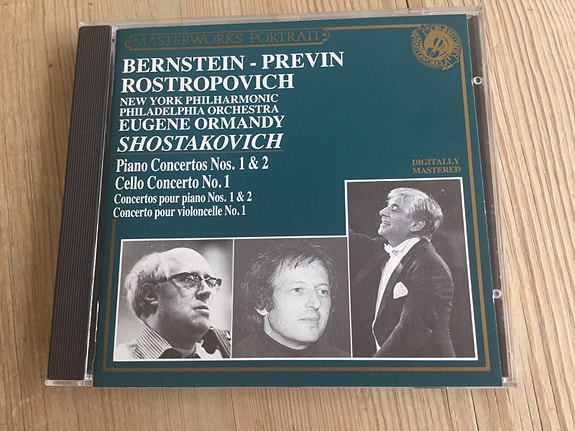 MASTERWORKS PORTRAIT
BERNSTEIN - PREVIN
ROSTROPOVICH
NEW YORK PHILHARMONIC
PHILADELPHIA ORCHESTRA
EUGENE ORMANDY
SHOSTAKOVICH
Piano Concertos Nos. 1 & 2
Cello Concerto No. 1
Concertos pour piano Nos. 1 & 2
Concerto pour violoncelle No. 1
DIGITALLY
MASTERED